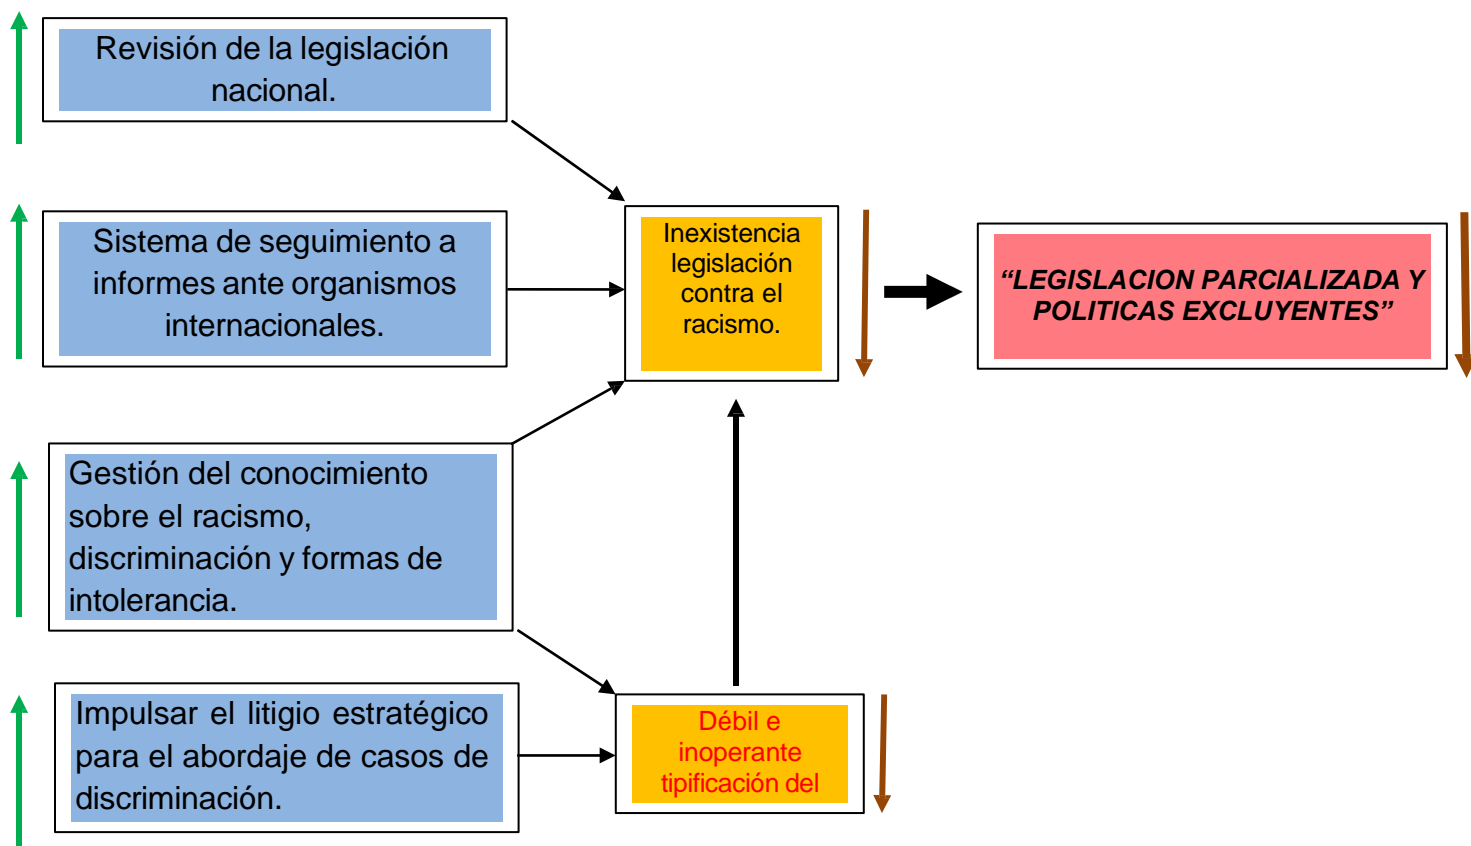 Revisión de la legislación
nacional.
Sistema de seguimiento a
informes ante organismos
internacionales.
Inexistencia
legislación
contra el
racismo.
“LEGISLACION PARCIALIZADA Y
POLITICAS EXCLUYENTES”
Gestión del conocimiento
sobre el racismo,
discriminación y formas de
intolerancia.
Impulsar el litigio estratégico
para el abordaje de casos de
discriminación.
Débil e
inoperante
tipificación del